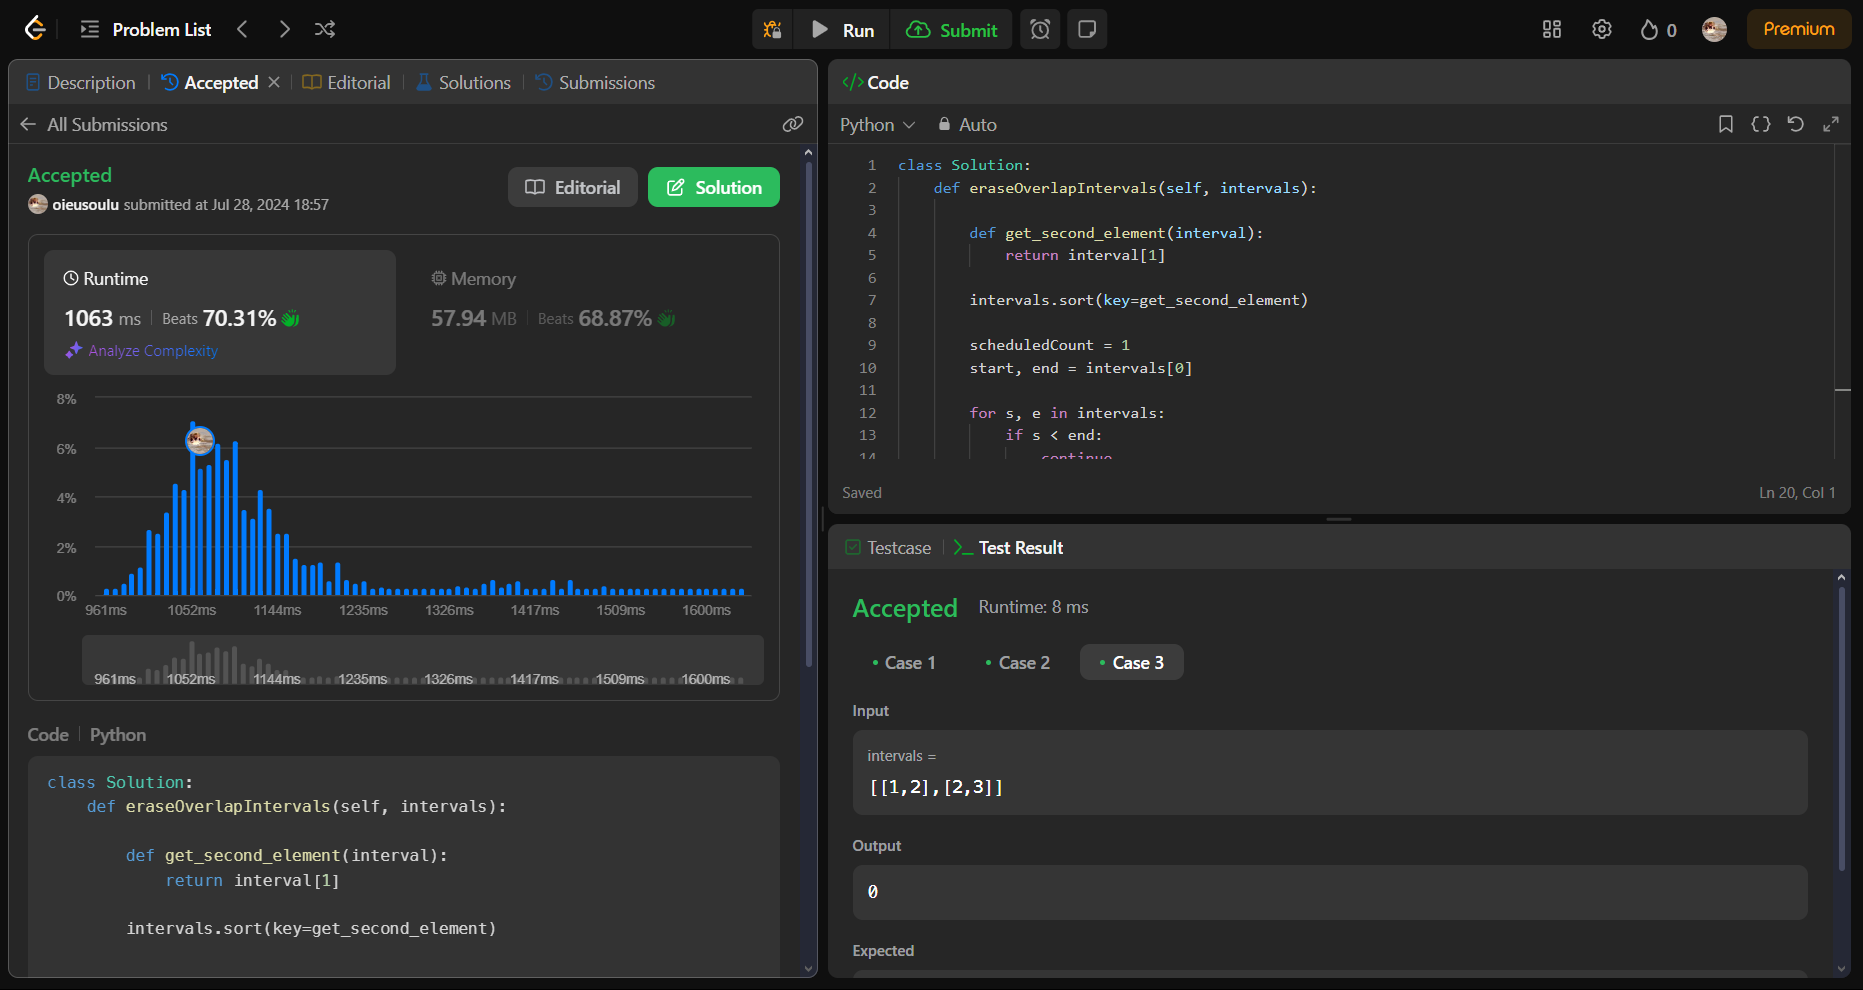 Problem List
Run
Submit
0
Premium
Description
Accepted
Editorial
Solutions
Submissions
All Submissions
Accepted
oieusoulu submitted at Jul 28, 2024 18:57
Editorial
Solution
Runtime
1063 ms
Beats 70.31%
Analyze Complexity
Memory
57.94 MB
Beats 68.87%
8%
6%
4%
2%
0%
961ms 1052ms 1144ms 1235ms 1326ms 1417ms 1509ms 1600ms
961ms 1052ms 1144ms 1235ms 1326ms 1417ms 1509ms 1600ms
Code
Python
class Solution:
    def eraseOverlapIntervals(self, intervals):
        def get_second_element(interval):
            return interval[1]
        intervals.sort(key=get_second_element)
</> Code
Python
Auto
1 class Solution:
2     def eraseOverlapIntervals(self, intervals):
3
4         def get_second_element(interval):
5             return interval[1]
6
7         intervals.sort(key=get_second_element)
8
9         scheduledCount = 1
10         start, end = intervals[0]
11
12         for s, e in intervals:
13             if s < end:
14                 continue
Saved
Ln 20, Col 1
Testcase
Test Result
Accepted
Runtime: 8 ms
Case 1
Case 2
Case 3
Input
intervals =
[[1,2],[2,3]]
Output
0
Expected